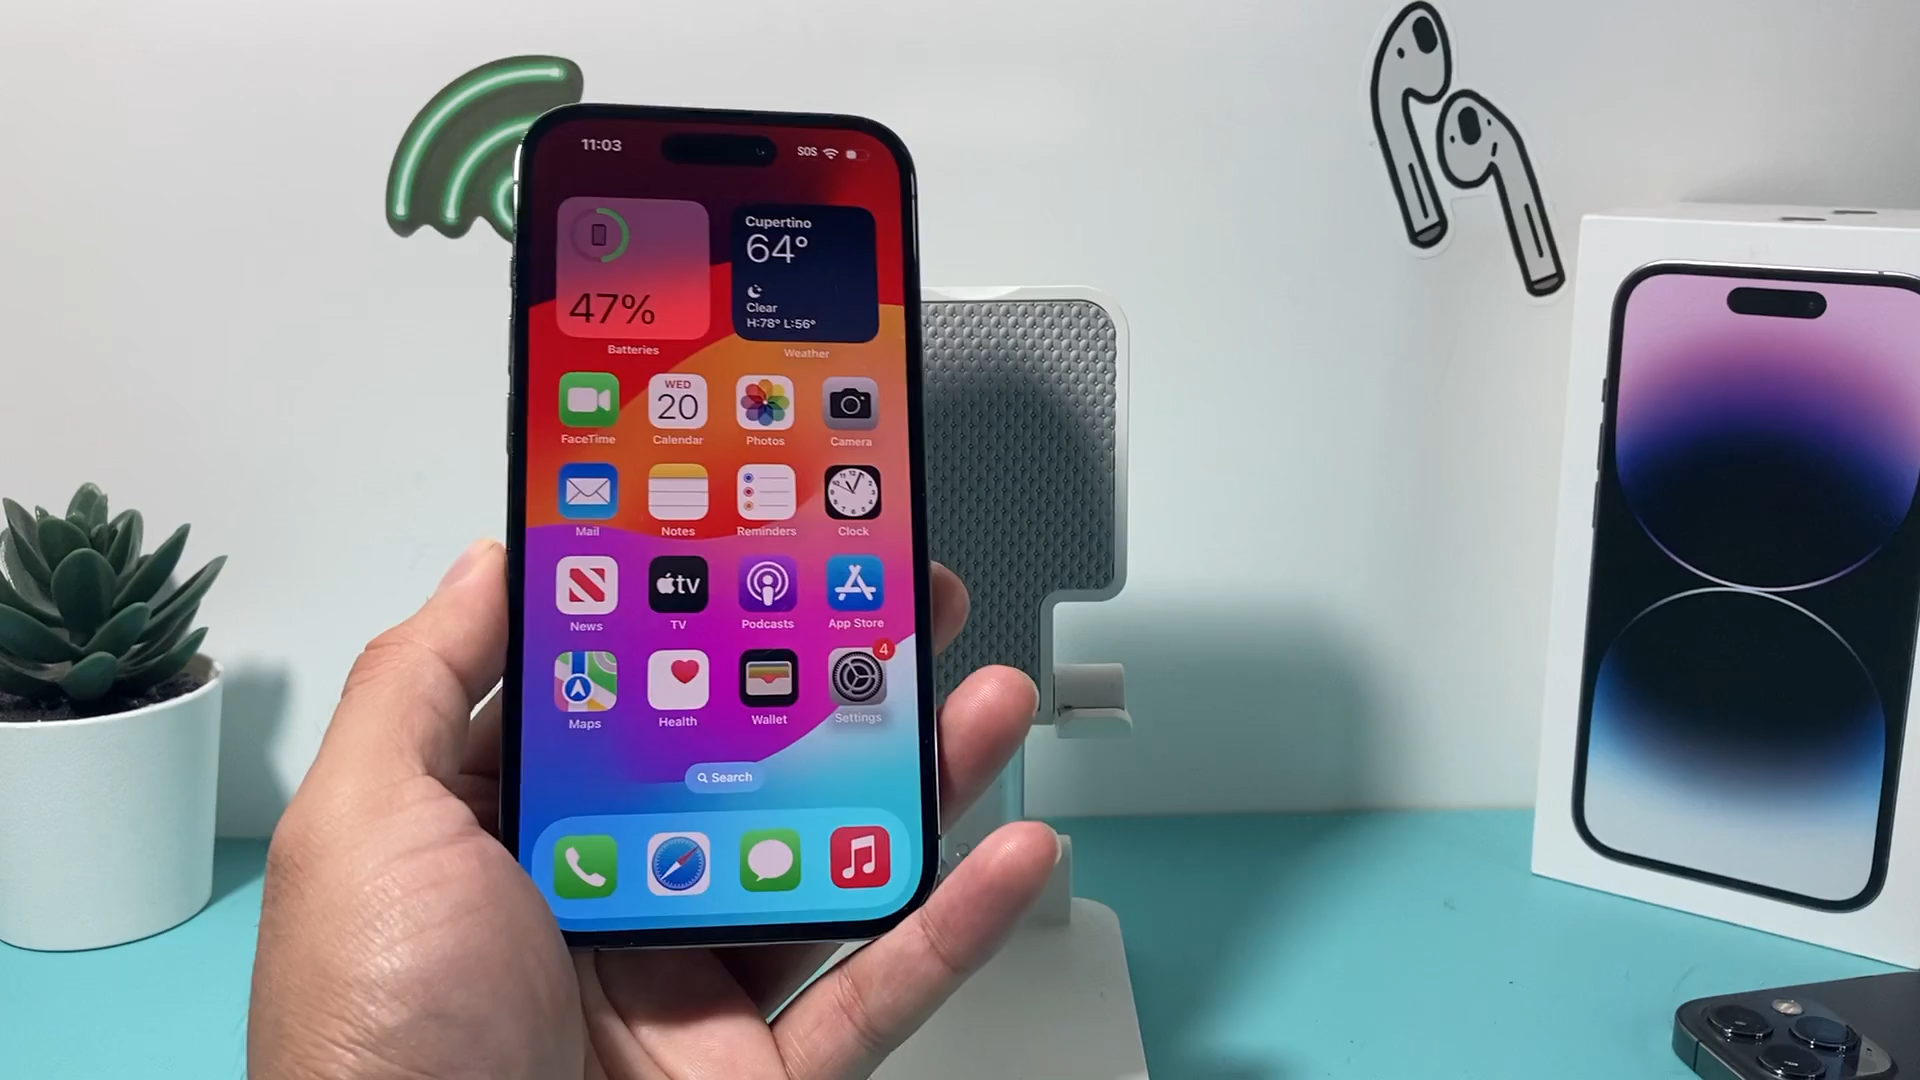 11:03
SOS
47%
Batteries
Cupertino
64°
Clear
H:78° L:56°
Weather
FaceTime
WED
20
Calendar
Photos
Camera
Mail
Notes
Reminders
Clock
News
tv
TV
Podcasts
App Store
4
Maps
Health
Wallet
Settings
Search